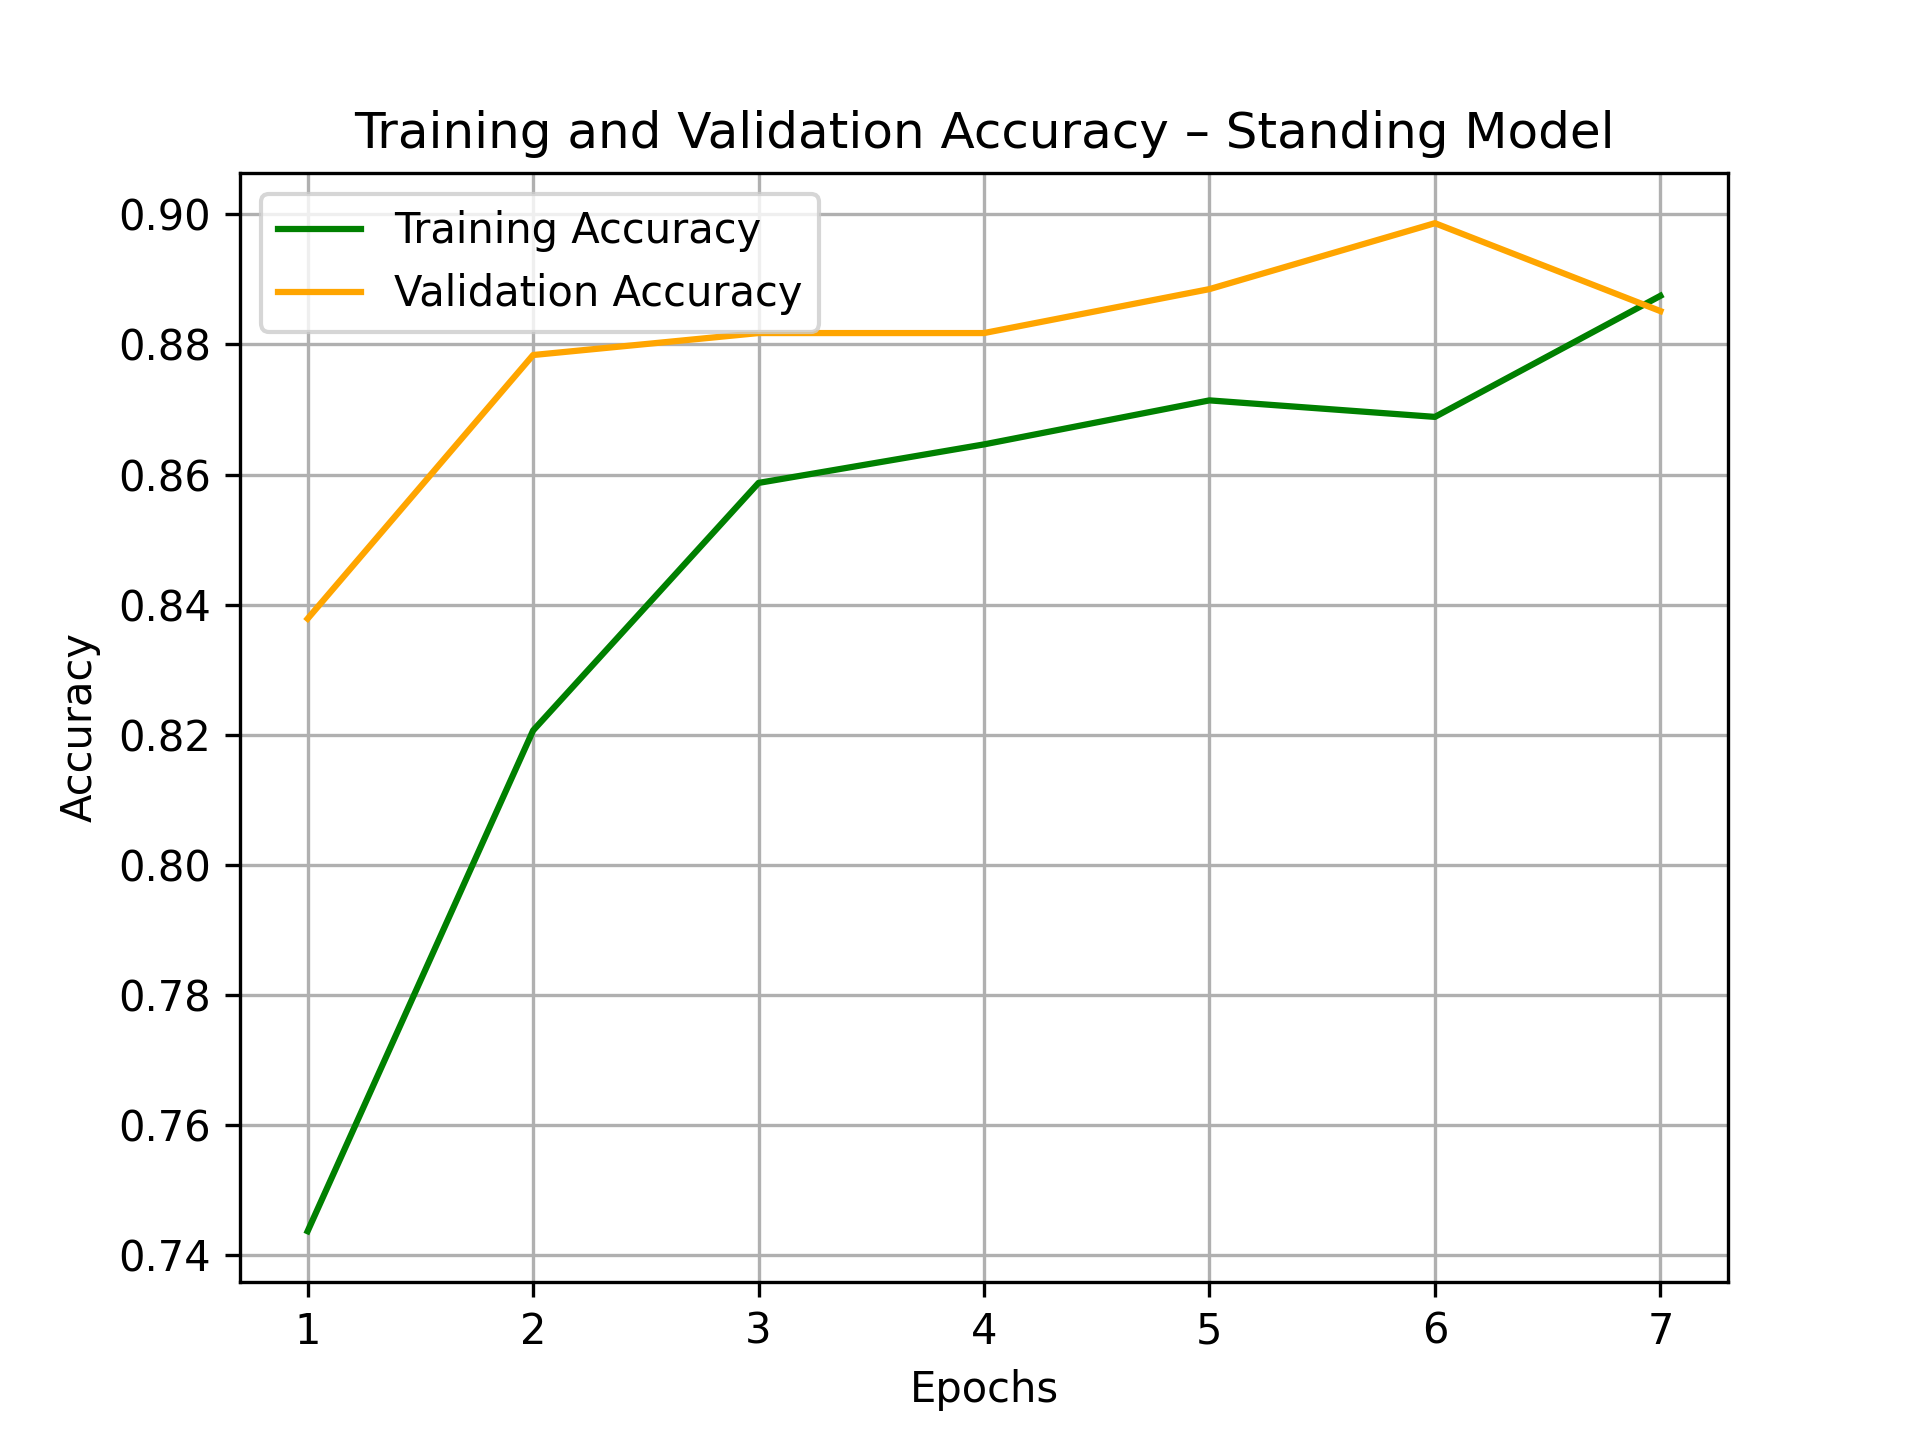 Training and Validation Accuracy – Standing Model
Training Accuracy
Validation Accuracy
0.90
0.88
0.86
0.84
0.82
0.80
0.78
0.76
0.74
Accuracy
1 2 3 4 5 6 7
Epochs